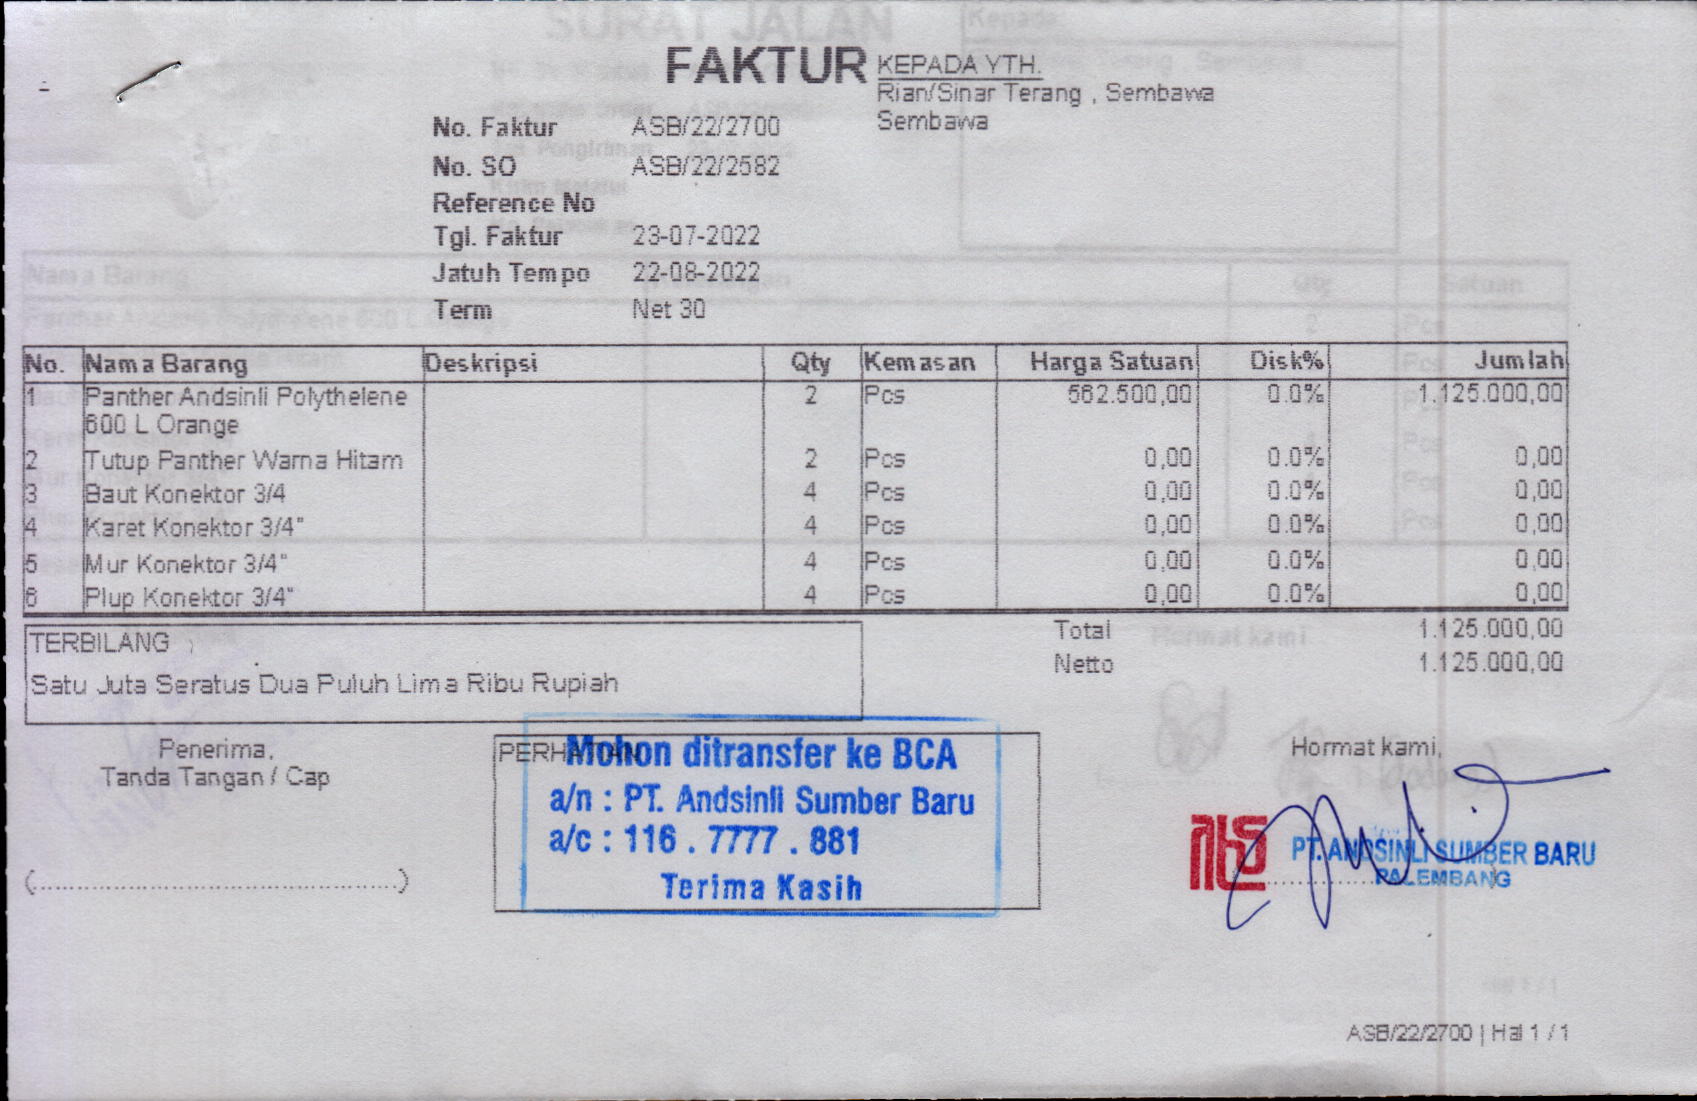 FAKTUR
KEPADA YTH.
Rian/Sinar Terang , Sembawa
Sembawa
No. Faktur ASB/22/2700
No. SO ASB/22/2582
Reference No
Tgl. Faktur 23-07-2022
Jatuh Tempo 22-08-2022
Term Net 30
No. Nama Barang Deskripsi Qty Kemasan Harga Satuan Disk% Jumlah
1 Panther Andsinli Polythelene 2 Pcs 562.500,00 0.0% 1.125.000,00
600 L Orange
2 Tutup Panther Warna Hitam 2 Pcs 0,00 0.0% 0,00
3 Baut Konektor 3/4 4 Pcs 0,00 0.0% 0,00
4 Karet Konektor 3/4" 4 Pcs 0,00 0.0% 0,00
5 Mur Konektor 3/4" 4 Pcs 0,00 0.0% 0,00
6 Plup Konektor 3/4" 4 Pcs 0,00 0.0% 0,00
Total 1.125.000,00
Netto 1.125.000,00
TERBILANG
Satu Juta Seratus Dua Puluh Lima Ribu Rupiah
Penerima,
Tanda Tangan / Cap
(..............................................)
PERHATIAN
Mohon ditransfer ke BCA
a/n : PT. Andsinli Sumber Baru
a/c : 116 . 7777 . 881
Terima Kasih
Hormat kami,
PT. ANDSINLI SUMBER BARU
PALEMBANG
ASB/22/2700 | Hal 1 / 1